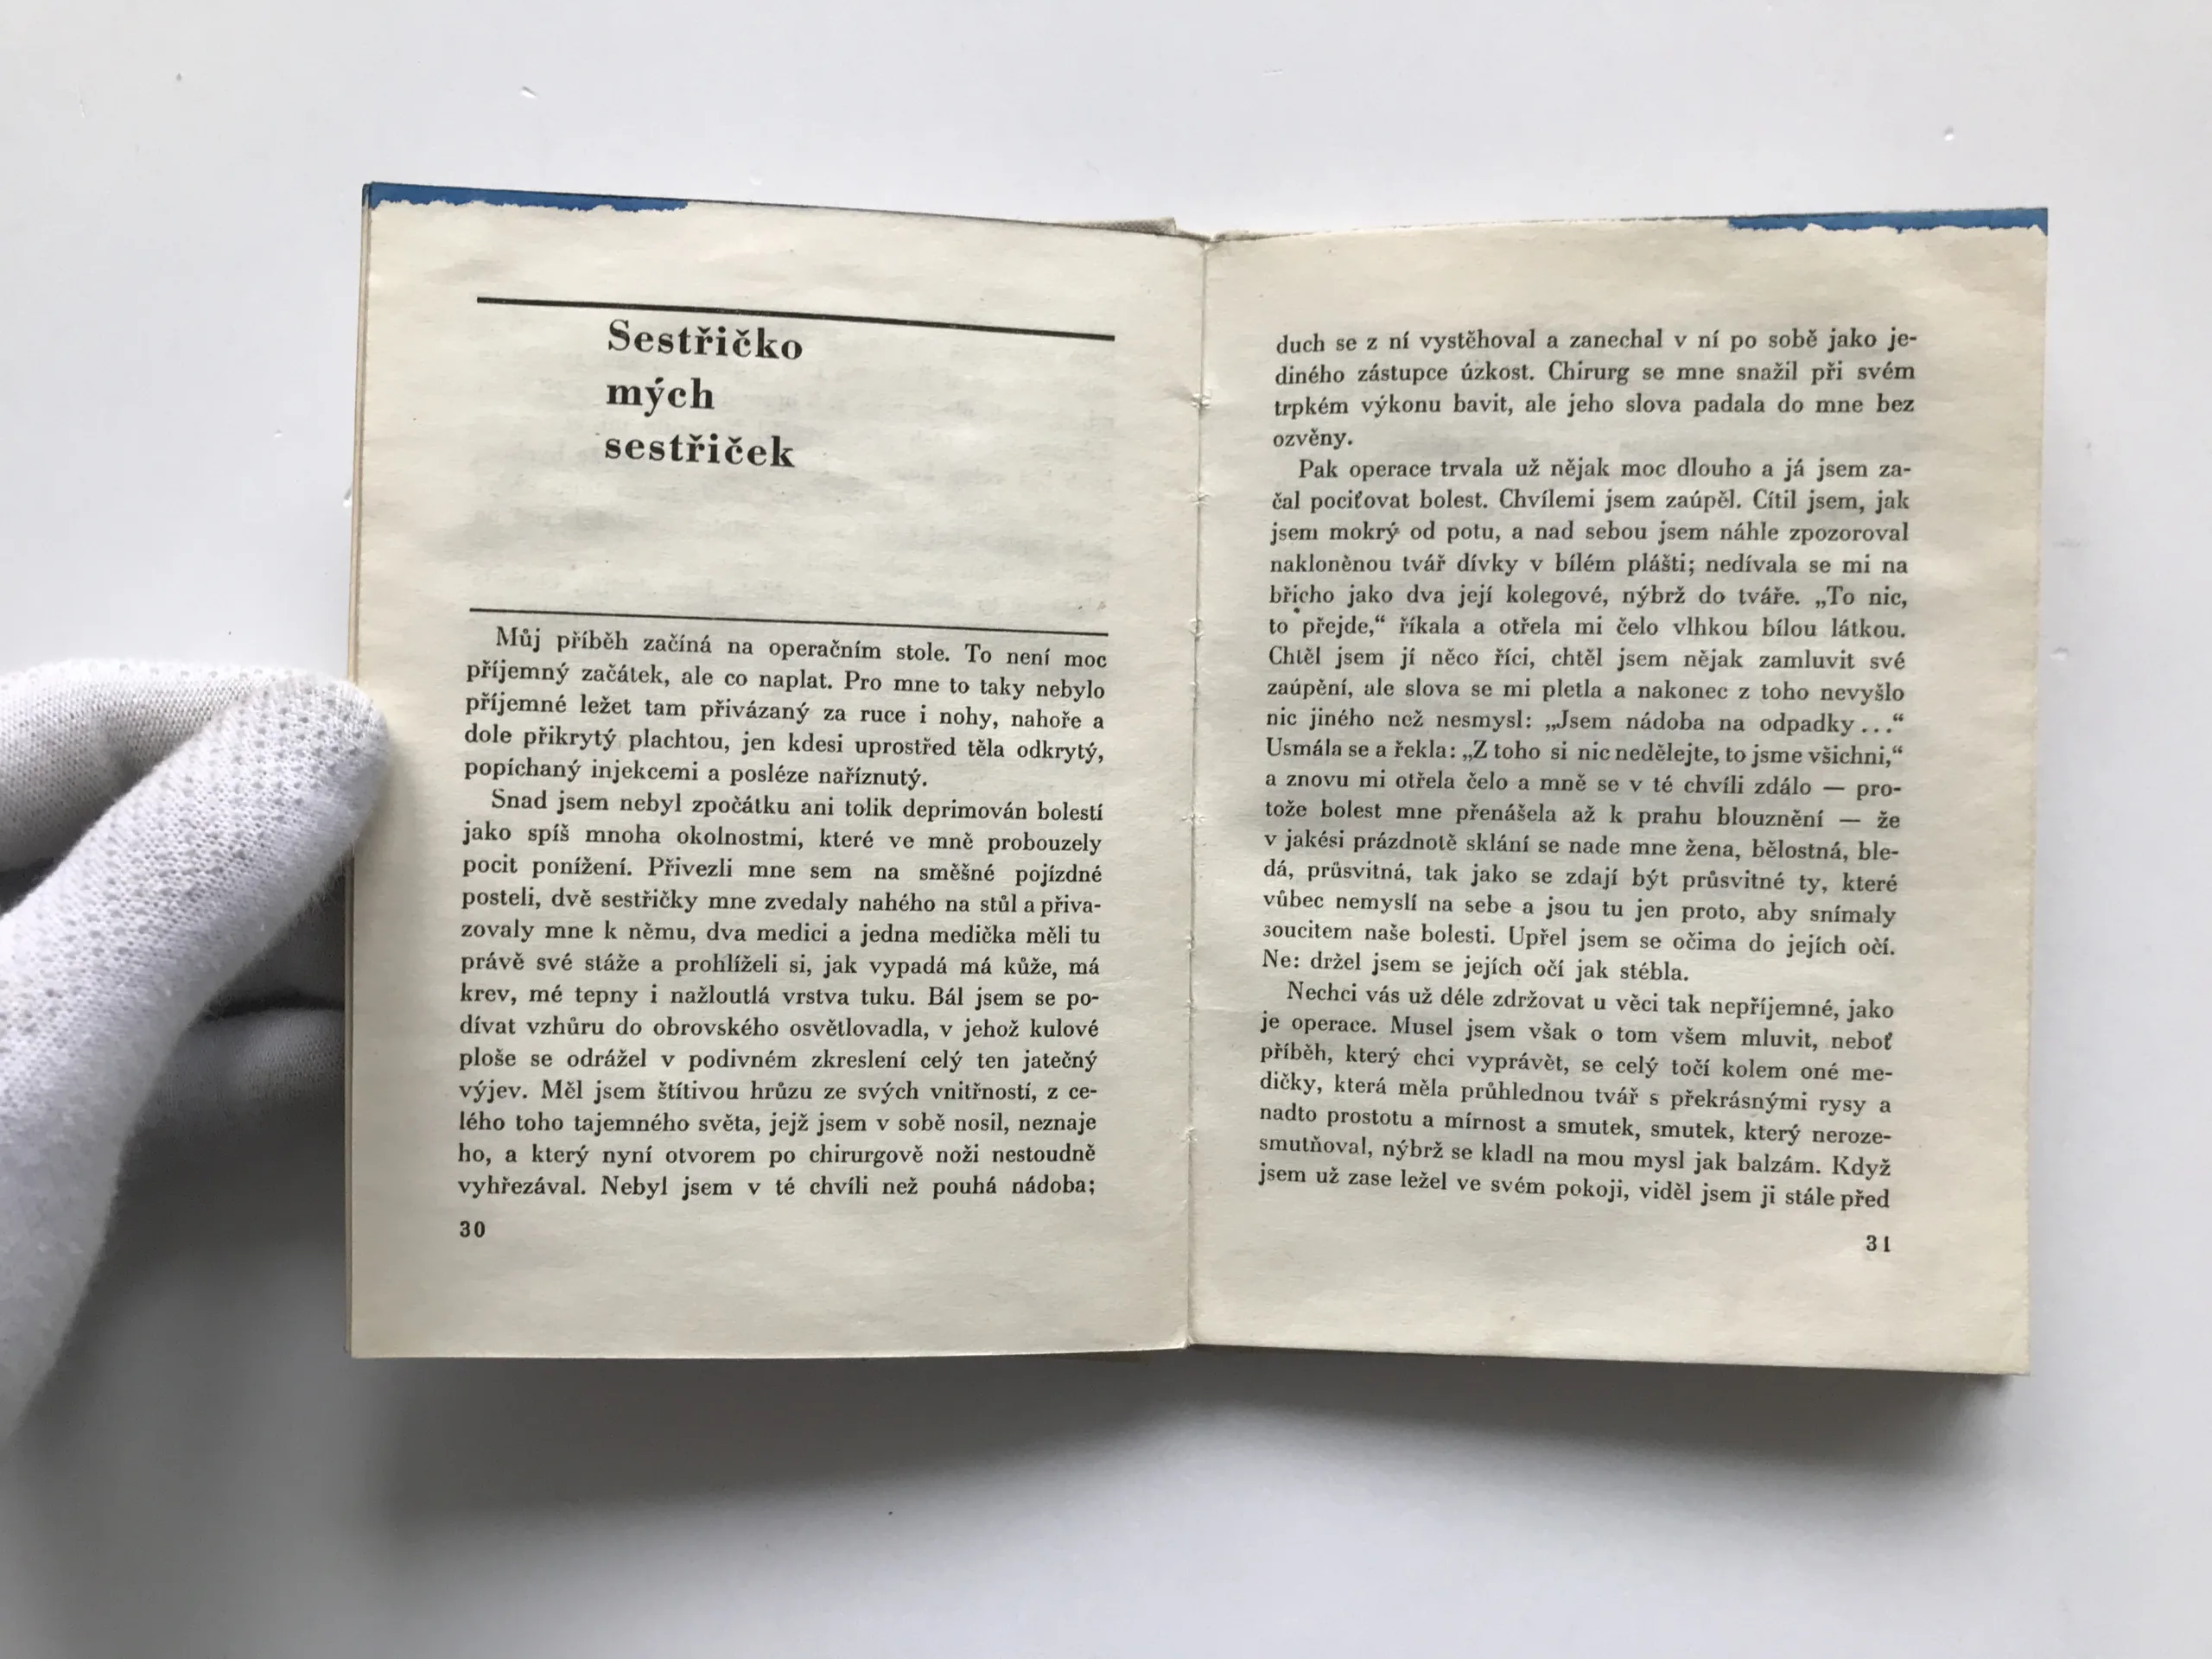 Sestřičko
mých
sestřiček
Můj příběh začíná na operačním stole. To není moc
příjemný začátek, ale co naplat. Pro mne to taky nebylo
příjemné ležet tam přivázaný za ruce i nohy, nahoře a
dole přikrytý plachtou, jen kdesi uprostřed těla odkrytý,
popíchaný injekcemi a posléze naříznutý.
Snad jsem nebyl zpočátku ani tolik deprimován bolestí
jako spíš mnoha okolnostmi, které ve mně probouzely
pocit ponížení. Přivezli mne sem na směšné pojízdné
posteli, dvě sestřičky mne zvedaly nahého na stůl a přiva-
zovaly mne k němu, dva medici a jedna medička měli tu
právě své stáže a prohlíželi si, jak vypadá má kůže, má
krev, mé tepny i nažloutlá vrstva tuku. Bál jsem se po-
dívat vzhůru do obrovského osvětlovadla, v jehož kulové
ploše se odrážel v podivném zkreslení celý ten jatečný
výjev. Měl jsem štítivou hrůzu ze svých vnitřností, z ce-
lého toho tajemného světa, jejž jsem v sobě nosil, neznaje
ho, a který nyní otvorem po chirurgově noži nestoudně
vyhřezával. Nebyl jsem v té chvíli než pouhá nádoba;
30
duch se z ní vystěhoval a zanechal v ní po sobě jako je-
diného zástupce úzkost. Chirurg se mne snažil při svém
trpkém výkonu bavit, ale jeho slova padala do mne bez
ozvěny.
Pak operace trvala už nějak moc dlouho a já jsem za-
čal pociťovat bolest. Chvílemi jsem zaúpěl. Cítil jsem, jak
jsem mokrý od potu, a nad sebou jsem náhle zpozoroval
nakloněnou tvář dívky v bílém plášti; nedívala se mi na
břicho jako dva její kolegové, nýbrž do tváře. „To nic,
to přejde,“ říkala a otřela mi čelo vlhkou bílou látkou.
Chtěl jsem jí něco říci, chtěl jsem nějak zamluvit své
zaúpění, ale slova se mi pletla a nakonec z toho nevyšlo
nic jiného než nesmysl: „Jsem nádoba na odpadky ...“
Usmála se a řekla: „Z toho si nic nedělejte, to jsme všichni,“
a znovu mi otřela čelo a mně se v té chvíli zdálo — pro-
tože bolest mne přenášela až k prahu blouznění — že
v jakési prázdnotě sklání se nade mne žena, bělostná, ble-
dá, průsvitná, tak jako se zdají být průsvitné ty, které
vůbec nemyslí na sebe a jsou tu jen proto, aby snímaly
soucitem naše bolesti. Upřel jsem se očima do jejích očí.
Ne: držel jsem se jejích očí jak stébla.
Nechci vás už déle zdržovat u věci tak nepříjemné, jako
je operace. Musel jsem však o tom všem mluvit, neboť
příběh, který chci vyprávět, se celý točí kolem oné me-
dičky, která měla průhlednou tvář s překrásnými rysy a
nadto prostotu a mírnost a smutek, smutek, který neroze-
smutňoval, nýbrž se kladl na mou mysl jak balzám. Když
jsem už zase ležel ve svém pokoji, viděl jsem ji stále před
31